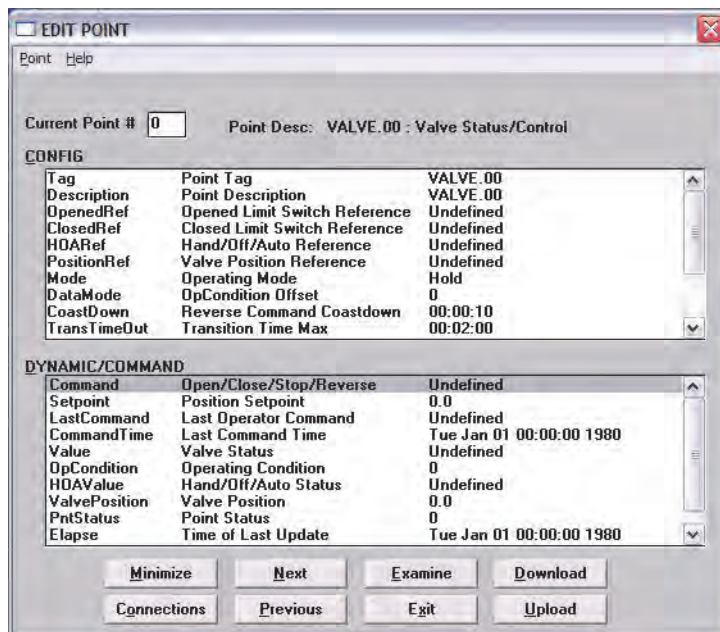 EDIT POINT
Point Help
Current Point # 0 Point Desc: VALVE.00 : Valve Status/Control
CONFIG
Tag Point Tag VALVE.00
Description Point Description VALVE.00
OpenedRef Opened Limit Switch Reference Undefined
ClosedRef Closed Limit Switch Reference Undefined
HOARef Hand/Off/Auto Reference Undefined
PositionRef Valve Position Reference Undefined
Mode Operating Mode Hold
DataMode OpCondition Offset 0
CoastDown Reverse Command Coastdown 00:00:10
TransTimeOut Transition Time Max 00:02:00
DYNAMIC/COMMAND
Command Open/Close/Stop/Reverse Undefined
Setpoint Position Setpoint 0.0
LastCommand Last Operator Command Undefined
CommandTime Last Command Time Tue Jan 01 00:00:00 1980
Value Valve Status Undefined
OpCondition Operating Condition 0
HOAValue Hand/Off/Auto Status Undefined
ValvePosition Valve Position 0.0
PntStatus Point Status 0
Elapse Time of Last Update Tue Jan 01 00:00:00 1980
Minimize Next Examine Download
Connections Previous Exit Upload